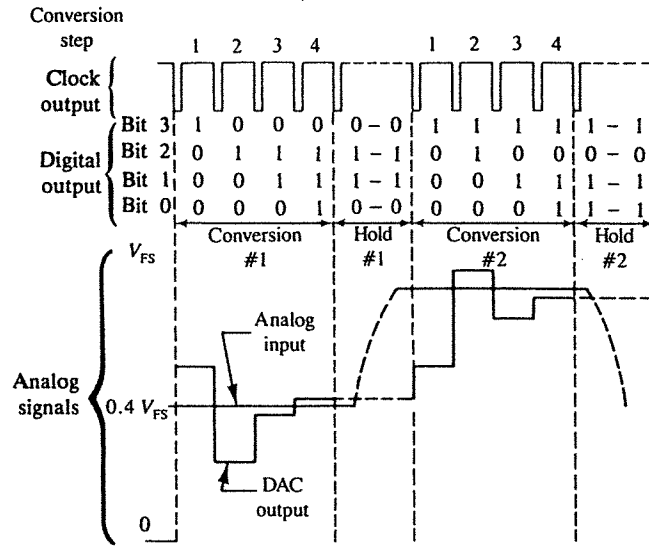 Conversion
step 1 2 3 4 1 2 3 4
Clock
output
Bit 3 1 0 0 0 0 – 0 1 1 1 1 1 – 1
Bit 2 0 1 1 1 1 – 1 0 1 0 0 0 – 0
Digital
output
Bit 1 0 0 1 1 1 – 1 0 0 1 1 1 – 1
Bit 0 0 0 0 1 0 – 0 0 0 0 1 1 – 1
Conversion
#1
Hold
#1
Conversion
#2
Hold
#2
V_FS
Analog
input
Analog
signals
0.4 V_FS
DAC
output
0